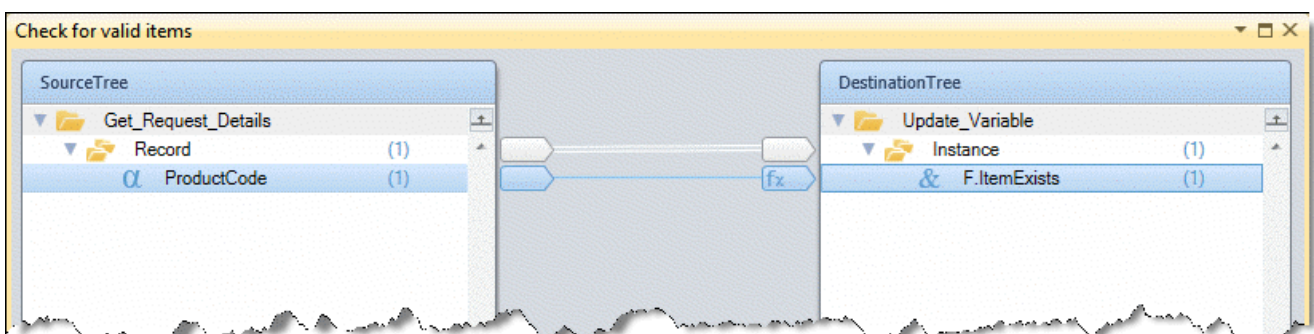 Check for valid items
SourceTree
Get_Request_Details
Record (1)
α ProductCode (1)
DestinationTree
Update_Variable
Instance (1)
& F.ItemExists (1)
fx